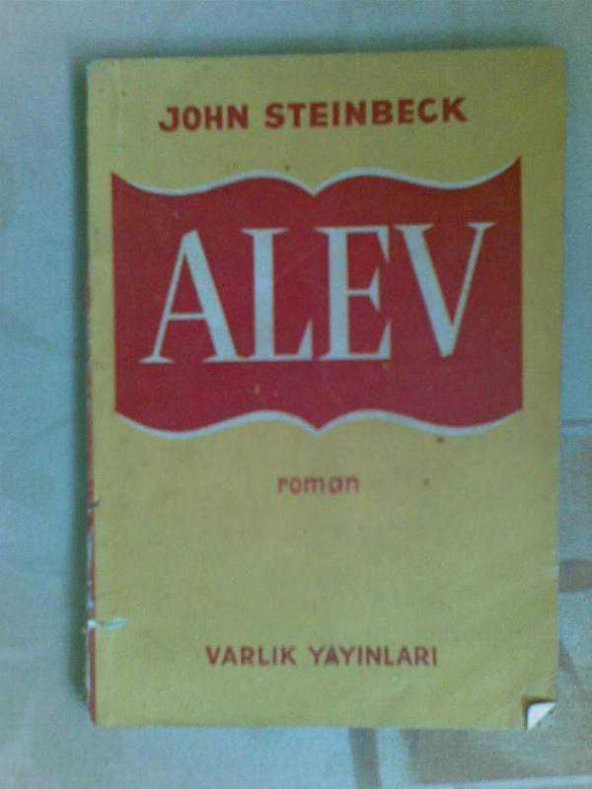 JOHN STEINBECK
ALEV
roman
VARLIK YAYINLARI